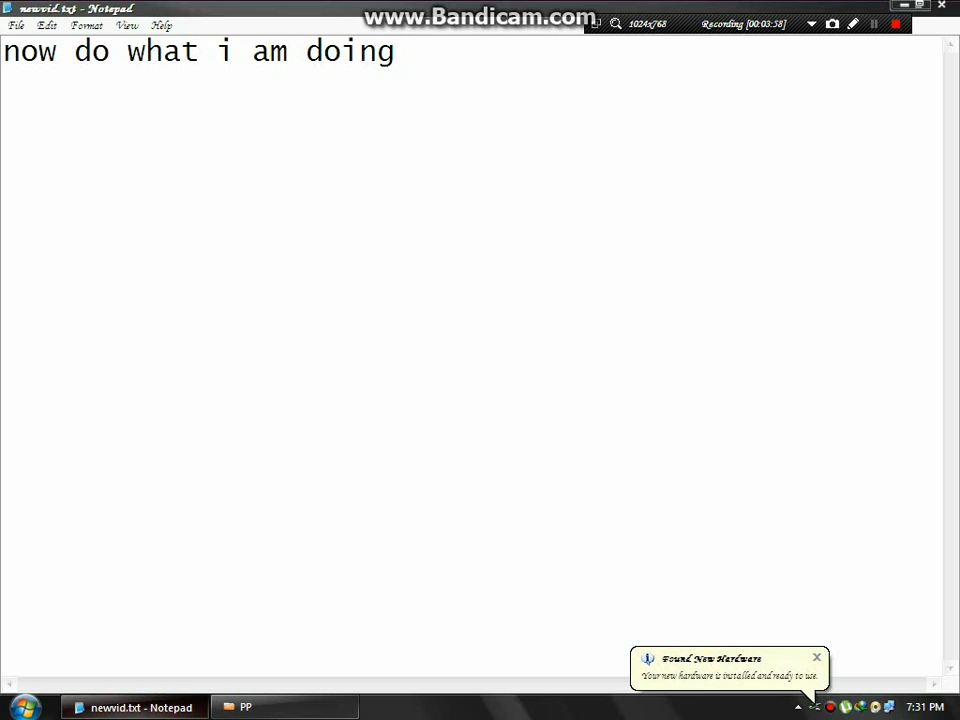 newvid.txt - Notepad
www.Bandicam.com
1024x768
Recording [00:03:58]
File Edit Format View Help
now do what i am doing
Found New Hardware
Your new hardware is installed and ready to use.
newvid.txt - Notepad
PP
7:31 PM